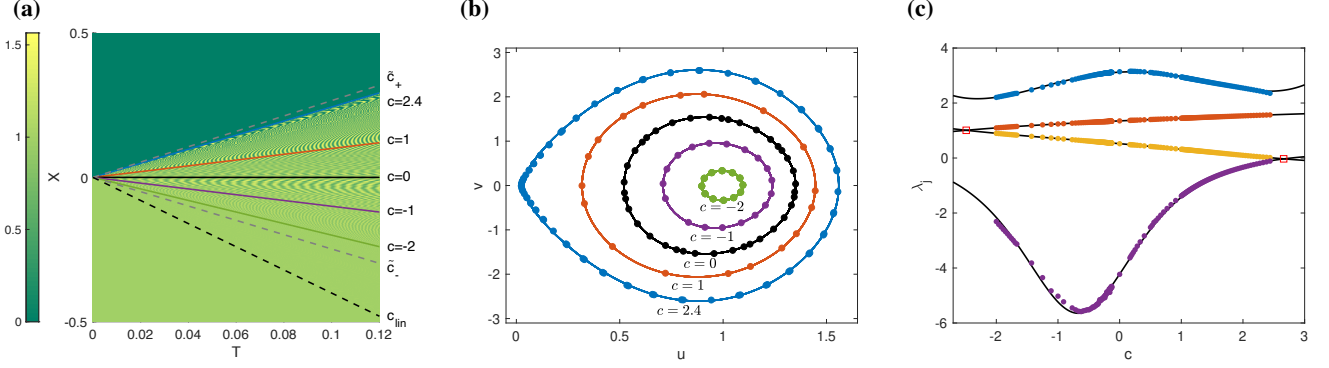 (a)
1.5
1
0.5
0
0.5
0
-0.5
X
0
0.02
0.04
0.06
0.08
0.10
0.12
T
c̃+
c=2.4
c=1
c=0
c=-1
c=-2
c̃-
clin
(b)
3
2
1
0
-1
-2
-3
v
0
0.5
1
1.5
u
c = −2
c = −1
c = 0
c = 1
c = 2.4
(c)
4
2
0
-2
-4
-6
λj
-2
-1
0
1
2
3
c